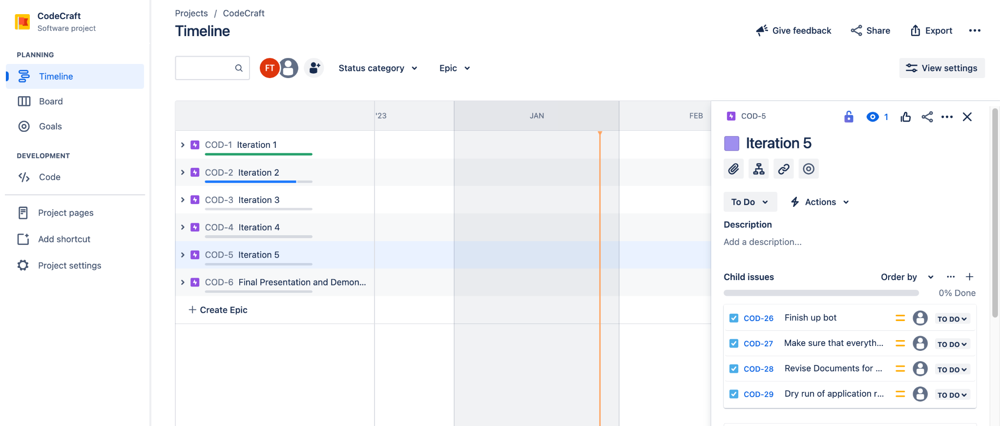 CodeCraft
Software project
PLANNING
Timeline
Board
Goals
DEVELOPMENT
Code
Project pages
Add shortcut
Project settings
Projects / CodeCraft
Timeline
Give feedback
Share
Export
FT
Status category
Epic
View settings
'23
JAN
FEB
COD-1 Iteration 1
COD-2 Iteration 2
COD-3 Iteration 3
COD-4 Iteration 4
COD-5 Iteration 5
COD-6 Final Presentation and Demon...
Create Epic
COD-5
1
Iteration 5
To Do
Actions
Description
Add a description...
Child issues
Order by
0% Done
COD-26 Finish up bot TO DO
COD-27 Make sure that everyth... TO DO
COD-28 Revise Documents for ... TO DO
COD-29 Dry run of application r... TO DO